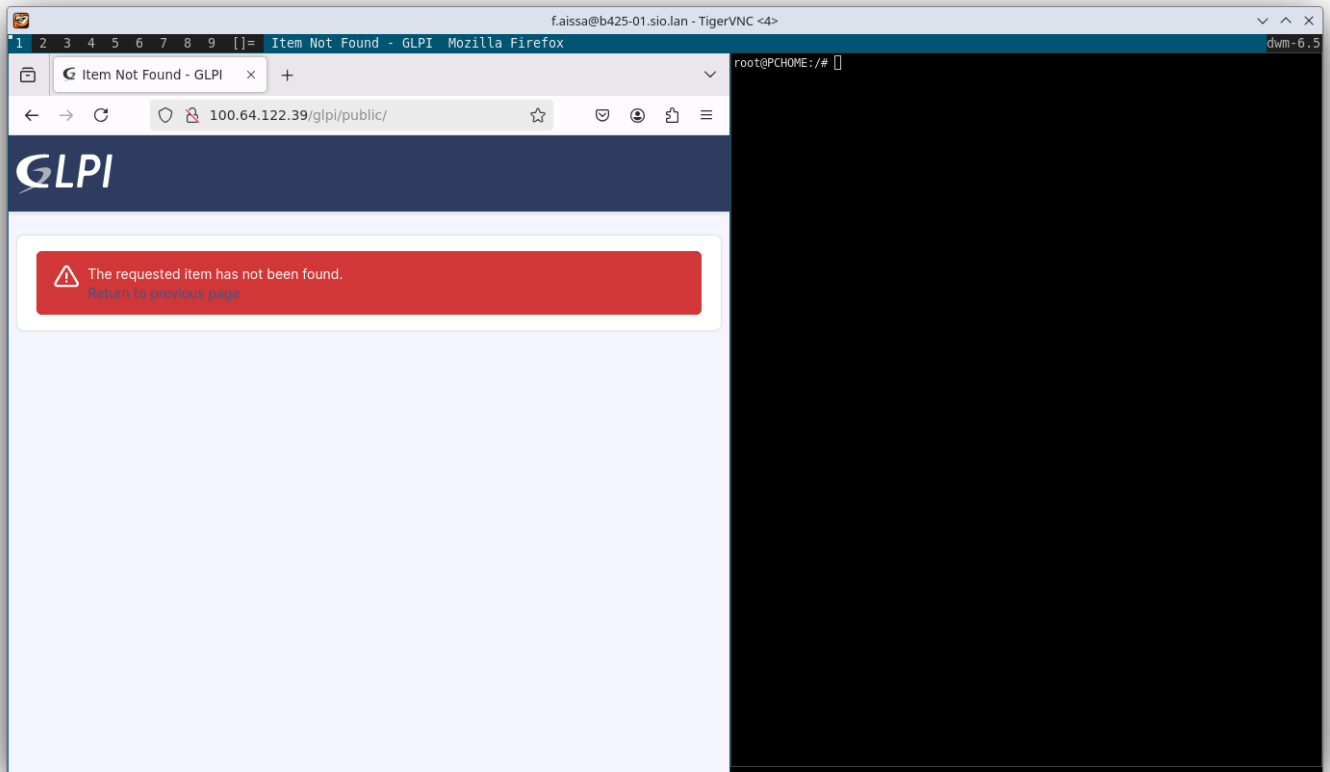 f.aissa@b425-01.sio.lan - TigerVNC <4>
1 2 3 4 5 6 7 8 9 []= Item Not Found - GLPI Mozilla Firefox dwm-6.5
Item Not Found - GLPI
root@PCHOME:/#
100.64.122.39/glpi/public/
GLPI
The requested item has not been found.
Return to previous page